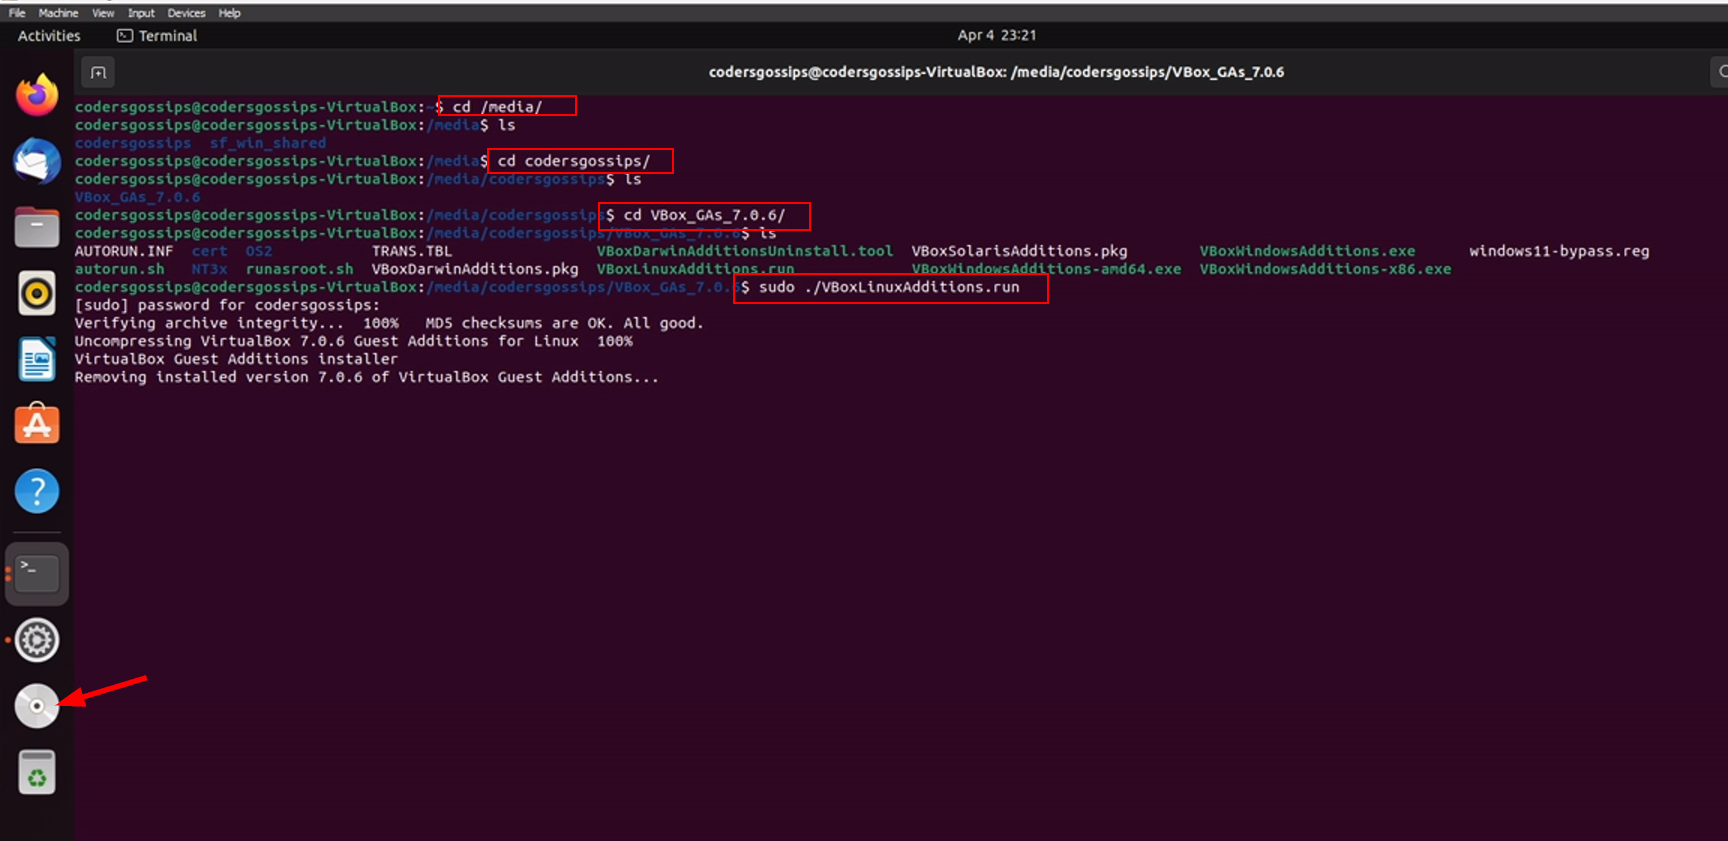 File Machine View Input Devices Help
Activities Terminal Apr 4 23:21
codersgossips@codersgossips-VirtualBox: /media/codersgossips/VBox_GAs_7.0.6
codersgossips@codersgossips-VirtualBox:~$ cd /media/
codersgossips@codersgossips-VirtualBox:/media$ ls
codersgossips sf_win_shared
codersgossips@codersgossips-VirtualBox:/media$ cd codersgossips/
codersgossips@codersgossips-VirtualBox:/media/codersgossips$ ls
VBox_GAs_7.0.6
codersgossips@codersgossips-VirtualBox:/media/codersgossips$ cd VBox_GAs_7.0.6/
codersgossips@codersgossips-VirtualBox:/media/codersgossips/VBox_GAs_7.0.6$ ls
AUTORUN.INF cert OS2 TRANS.TBL VBoxDarwinAdditionsUninstall.tool VBoxSolarisAdditions.pkg VBoxWindowsAdditions.exe windows11-bypass.reg
autorun.sh NT3x runasroot.sh VBoxDarwinAdditions.pkg VBoxLinuxAdditions.run VBoxWindowsAdditions-amd64.exe VBoxWindowsAdditions-x86.exe
codersgossips@codersgossips-VirtualBox:/media/codersgossips/VBox_GAs_7.0.6$ sudo ./VBoxLinuxAdditions.run
[sudo] password for codersgossips:
Verifying archive integrity... 100% MD5 checksums are OK. All good.
Uncompressing VirtualBox 7.0.6 Guest Additions for Linux 100%
VirtualBox Guest Additions installer
Removing installed version 7.0.6 of VirtualBox Guest Additions...